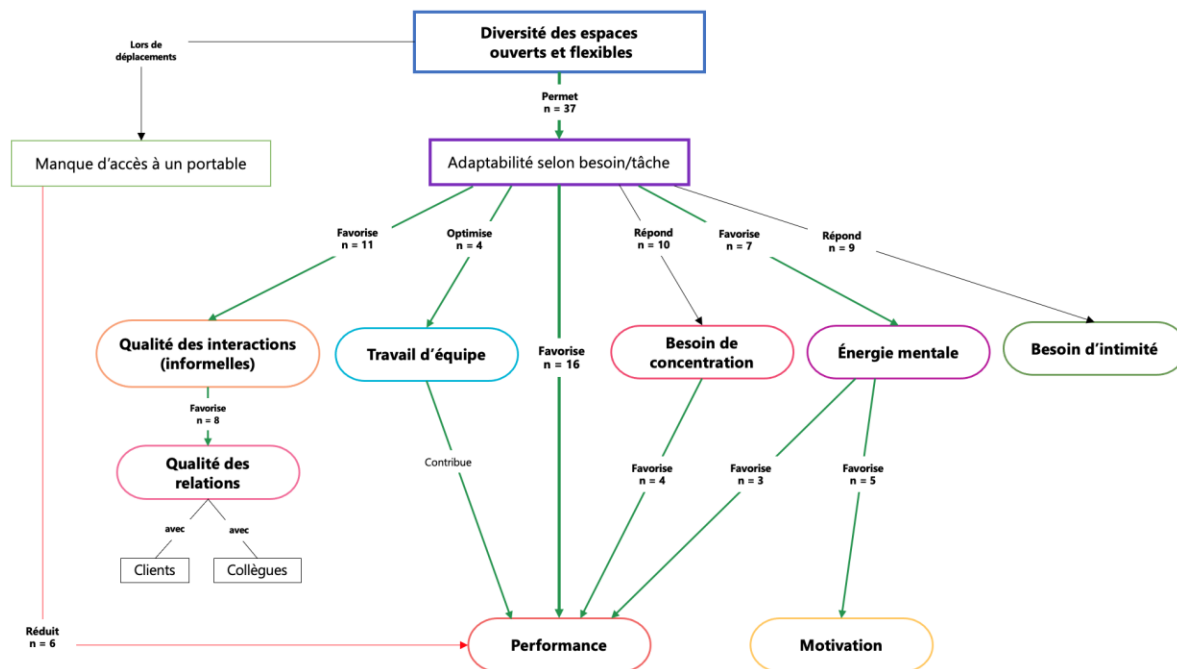 Diversité des espaces
ouverts et flexibles
Lors de
déplacements
Permet
n = 37
Manque d'accès à un portable
Adaptabilité selon besoin/tâche
Favorise
n = 11
Optimise
n = 4
Répond
n = 10
Favorise
n = 7
Répond
n = 9
Qualité des interactions
(informelles)
Travail d'équipe
Favorise
n = 16
Besoin de
concentration
Énergie mentale
Besoin d'intimité
Favorise
n = 8
Qualité des
relations
Contribue
Favorise
n = 4
Favorise
n = 3
Favorise
n = 5
avec
avec
Clients
Collègues
Réduit
n = 6
Performance
Motivation